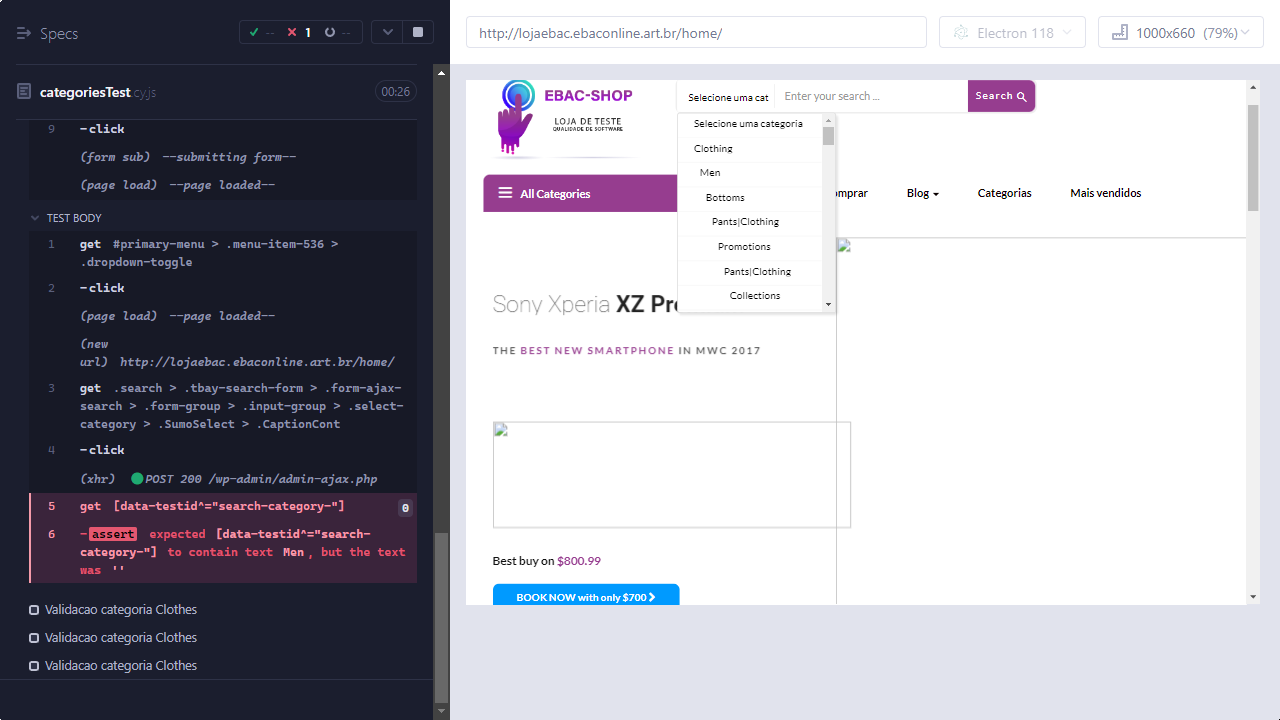 Specs
-- 1 --
categoriesTest.cy.js
00:26
9 -click
(form sub) --submitting form--
(page load) --page loaded--
TEST BODY
1 get #primary-menu > .menu-item-536 >
.dropdown-toggle
2 -click
(page load) --page loaded--
(new
url) http://lojaebac.ebaconline.art.br/home/
3 get .search > .tbay-search-form > .form-ajax-
search > .form-group > .input-group > .select-
category > .SumoSelect > .CaptionCont
4 -click
(xhr) POST 200 /wp-admin/admin-ajax.php
5 get [data-testid^="search-category-"] 0
6 -assert expected [data-testid^="search-
category-"] to contain text Men, but the text
was ''
Validacao categoria Clothes
Validacao categoria Clothes
Validacao categoria Clothes
http://lojaebac.ebaconline.art.br/home/
Electron 118
1000x660 (79%)
EBAC-SHOP
LOJA DE TESTE
QUALIDADE DE SOFTWARE
Selecione uma cat
Enter your search ...
Search
Selecione uma categoria
Clothing
Men
Bottoms
Pants|Clothing
Promotions
Pants|Clothing
Collections
All Categories
omprar
Blog
Categorias
Mais vendidos
Sony Xperia XZ Pre
THE BEST NEW SMARTPHONE IN MWC 2017
Best buy on $800.99
BOOK NOW with only $700